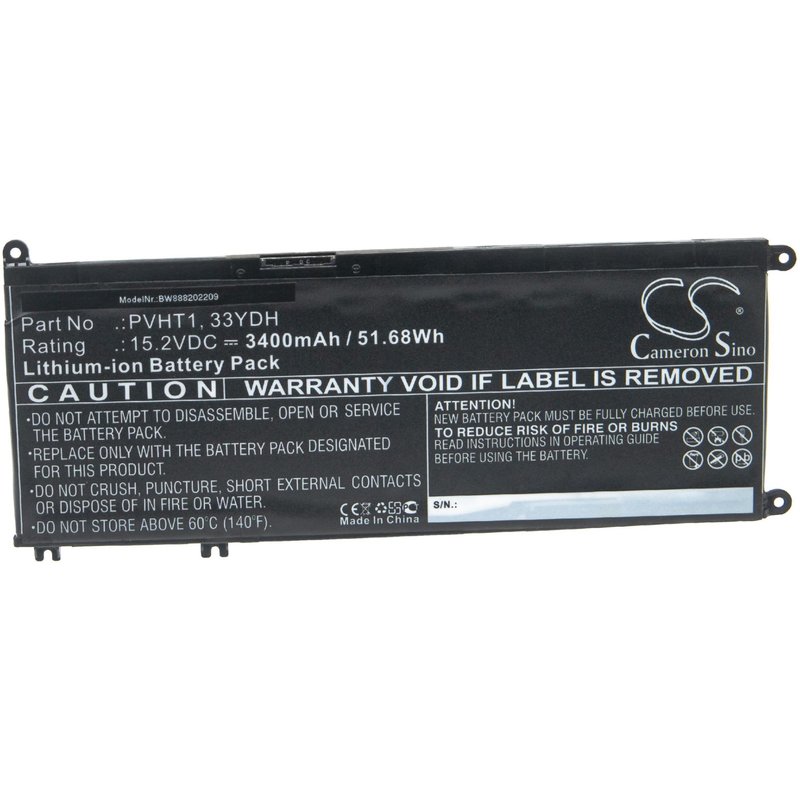 ModelNr.:BW888202209
Part No .: PVHT1, 33YDH
Rating .: 15.2VDC ⎓ 3400mAh / 51.68Wh
Lithium-ion Battery Pack
CS
Cameron Sino
CAUTION WARRANTY VOID IF LABEL IS REMOVED
•DO NOT ATTEMPT TO DISASSEMBLE, OPEN OR SERVICE
THE BATTERY PACK.
•REPLACE ONLY WITH THE BATTERY PACK DESIGNATED
FOR THIS PRODUCT.
•DO NOT CRUSH, PUNCTURE, SHORT EXTERNAL CONTACTS
OR DISPOSE OF IN FIRE OR WATER.
•DO NOT STORE ABOVE 60°C (140°F).
CE FC
Made In China
ATTENTION!
NEW BATTERY PACK MUST BE FULLY CHARGED BEFORE USE.
TO REDUCE RISK OF FIRE OR BURNS
READ INSTRUCTIONS IN OPERATING GUIDE
BEFORE USING BATTERY.
S/N.: